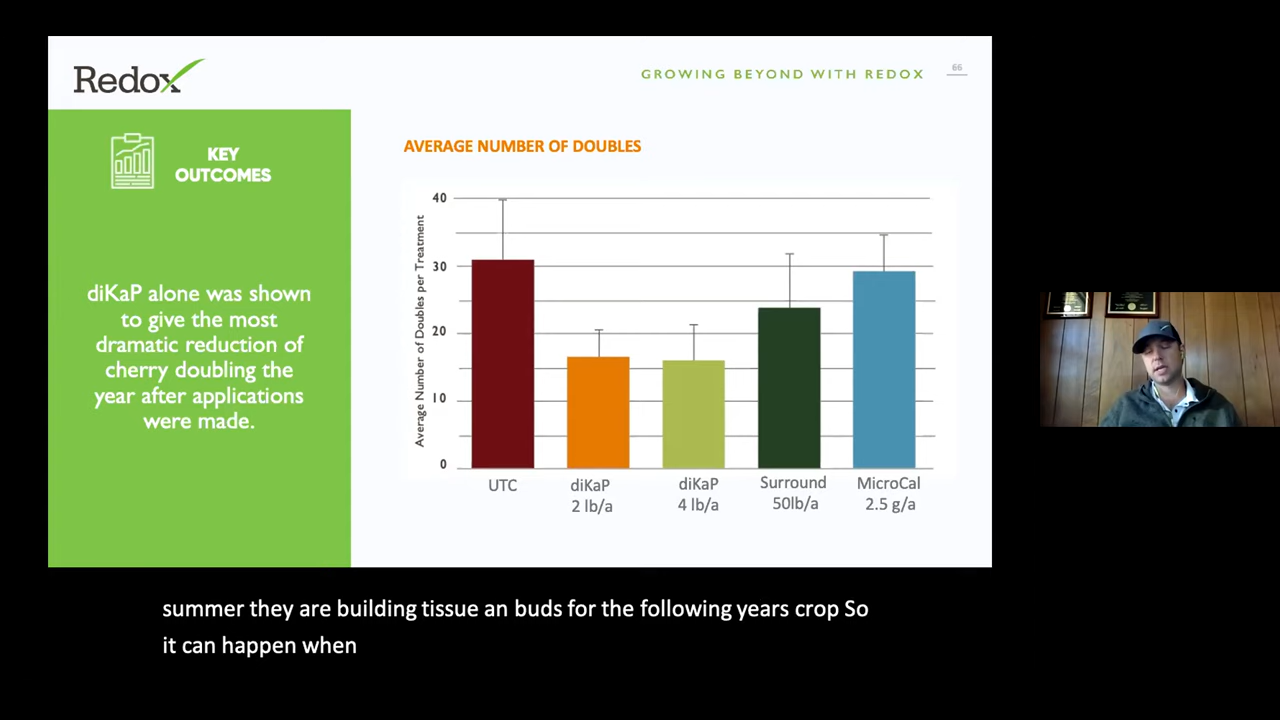 Redox
GROWING BEYOND WITH REDOX
66
KEY
OUTCOMES
diKaP alone was shown
to give the most
dramatic reduction of
cherry doubling the
year after applications
were made.
AVERAGE NUMBER OF DOUBLES
Average Number of Doubles per Treatment
40
30
20
10
0
UTC
diKaP
2 lb/a
diKaP
4 lb/a
Surround
50lb/a
MicroCal
2.5 g/a
summer they are building tissue an buds for the following years crop So
it can happen when